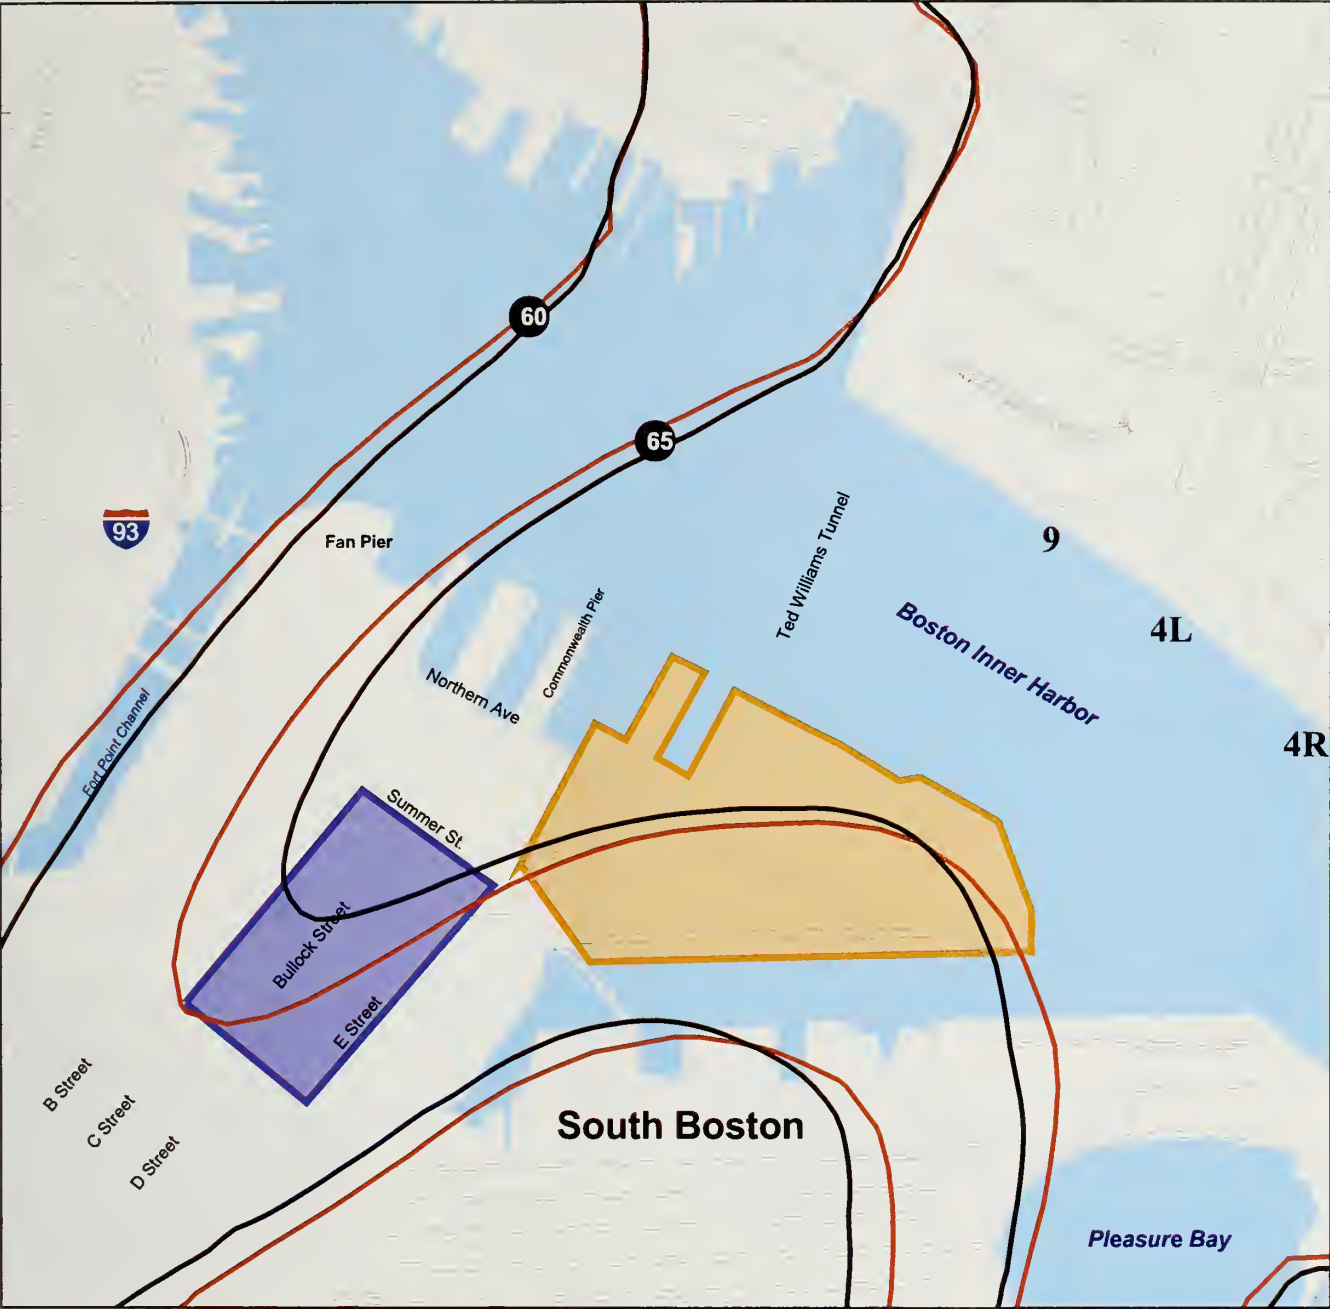 60
65
93
Fan Pier
9
Ted Williams Tunnel
4L
Boston Inner Harbor
Commonwealth Pier
Northern Ave
4R
Fort Point Channel
Summer St.
Bullock Street
E Street
B Street
C Street
D Street
South Boston
Pleasure Bay